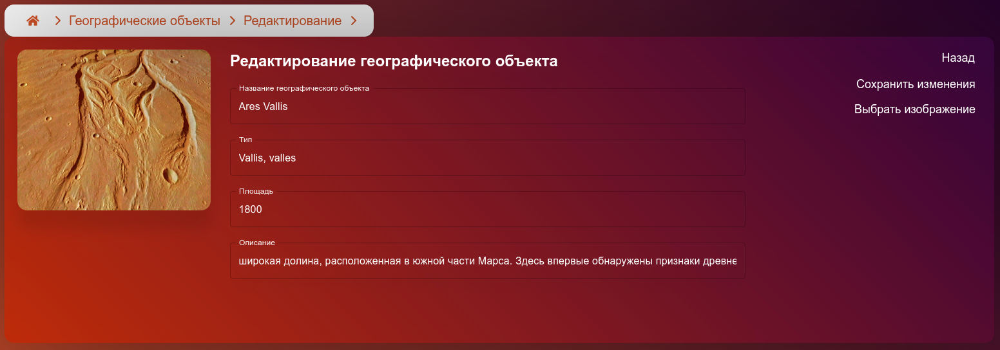 Географические объекты Редактирование
Редактирование географического объекта
Название географического объекта
Ares Vallis
Тип
Vallis, valles
Площадь
1800
Описание
широкая долина, расположенная в южной части Марса. Здесь впервые обнаружены признаки древне
Назад
Сохранить изменения
Выбрать изображение